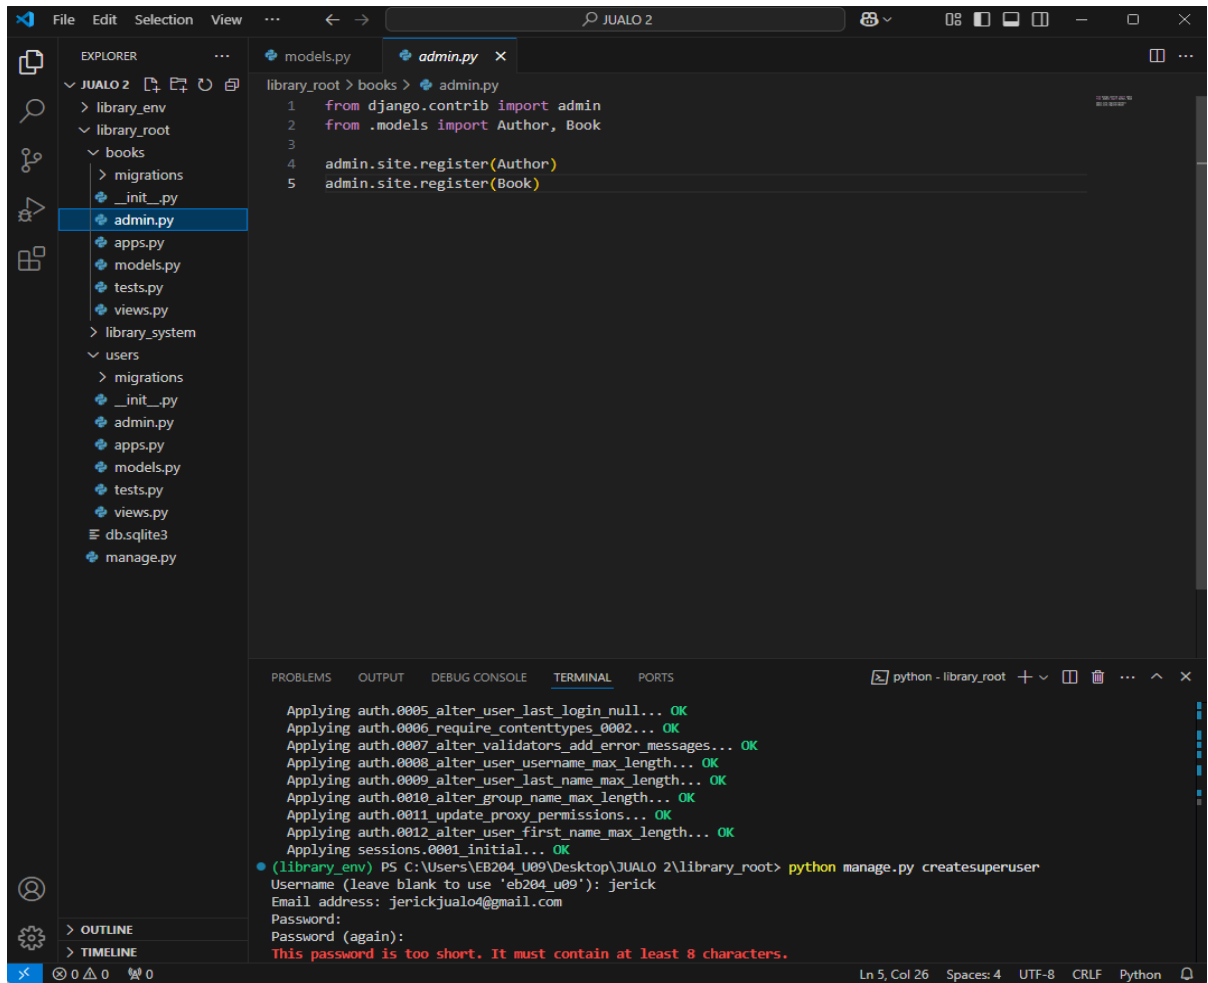 File Edit Selection View ··· JUALO 2
EXPLORER ···
JUALO 2
library_env
library_root
books
migrations
__init__.py
admin.py
apps.py
models.py
tests.py
views.py
library_system
users
migrations
__init__.py
admin.py
apps.py
models.py
tests.py
views.py
db.sqlite3
manage.py
OUTLINE
TIMELINE
models.py admin.py
library_root > books > admin.py
1 from django.contrib import admin
2 from .models import Author, Book
3
4 admin.site.register(Author)
5 admin.site.register(Book)
PROBLEMS OUTPUT DEBUG CONSOLE TERMINAL PORTS python - library_root
Applying auth.0005_alter_user_last_login_null... OK
Applying auth.0006_require_contenttypes_0002... OK
Applying auth.0007_alter_validators_add_error_messages... OK
Applying auth.0008_alter_user_username_max_length... OK
Applying auth.0009_alter_user_last_name_max_length... OK
Applying auth.0010_alter_group_name_max_length... OK
Applying auth.0011_update_proxy_permissions... OK
Applying auth.0012_alter_user_first_name_max_length... OK
Applying sessions.0001_initial... OK
(library_env) PS C:\Users\EB204_U09\Desktop\JUALO 2\library_root> python manage.py createsuperuser
Username (leave blank to use 'eb204_u09'): jerick
Email address: jerickjualo4@gmail.com
Password:
Password (again):
This password is too short. It must contain at least 8 characters.
0 0 0 Ln 5, Col 26 Spaces: 4 UTF-8 CRLF Python